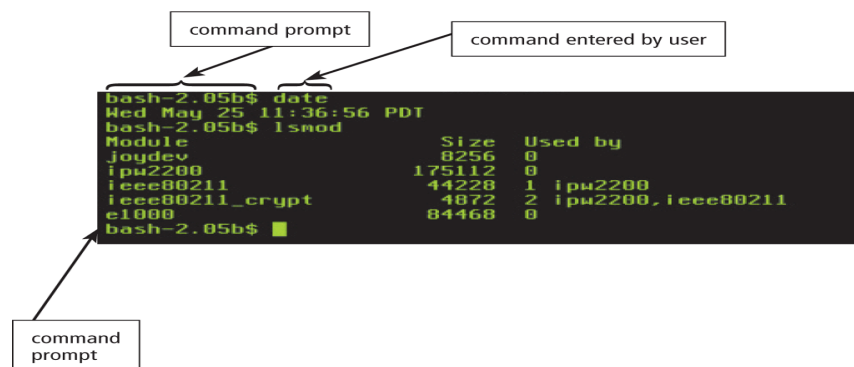 command prompt
command entered by user
bash-2.05b$ date
Wed May 25 11:36:56 PDT
bash-2.05b$ lsmod
Module Size Used by
joydev 8256 0
ipw2200 175112 0
ieee80211 44228 1 ipw2200
ieee80211_crypt 4872 2 ipw2200,ieee80211
e1000 84468 0
bash-2.05b$
command
prompt